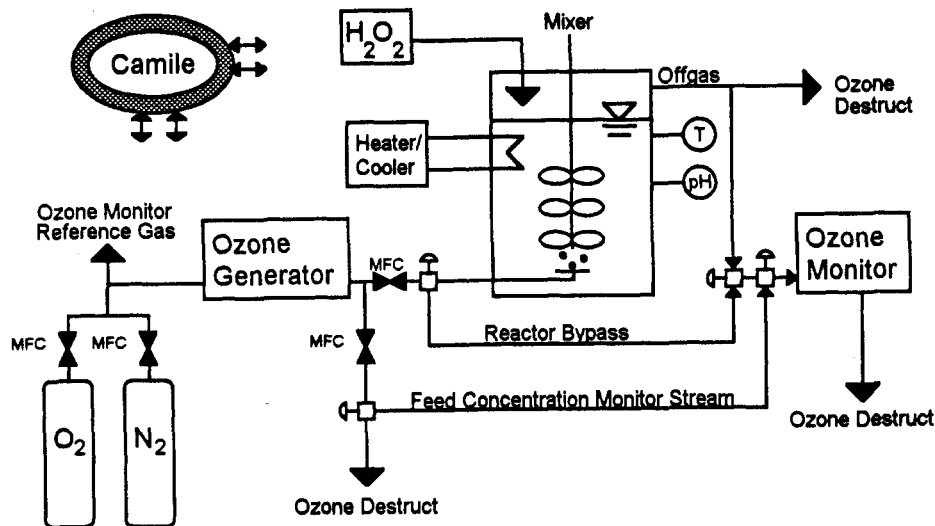 Camile
H₂O₂
Mixer
Offgas
Ozone
Destruct
Heater/
Cooler
T
pH
Ozone Monitor
Reference Gas
Ozone
Generator
MFC
Ozone
Monitor
MFC
MFC
MFC
Reactor Bypass
Feed Concentration Monitor Stream
O₂
N₂
Ozone Destruct
Ozone Destruct